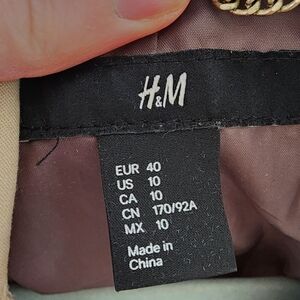 H&M
EUR 40
US 10
CA 10
CN 170/92A
MX 10
Made in
China